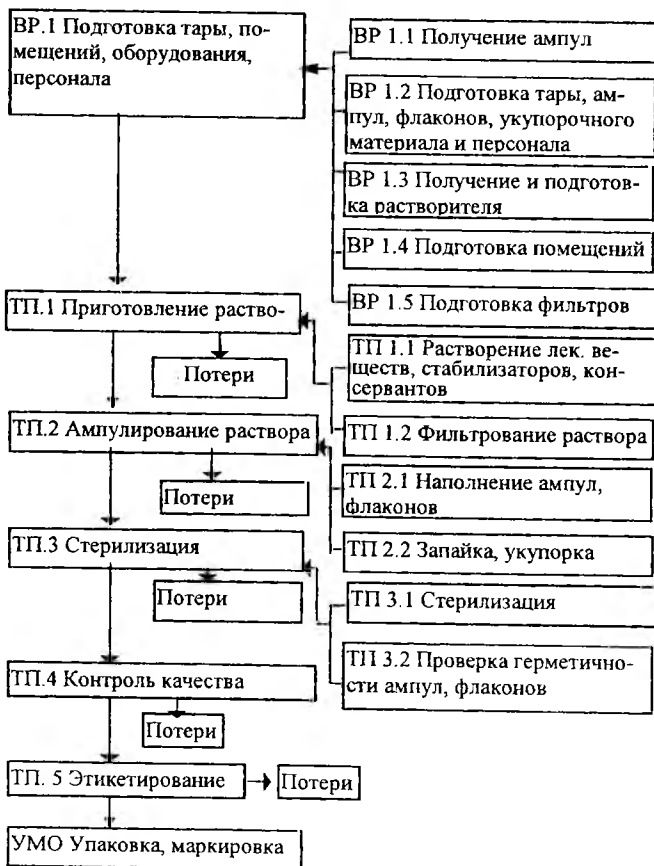 ВР.1 Подготовка тары, по-
мещений, оборудования,
персонала
ВР 1.1 Получение ампул
ВР 1.2 Подготовка тары, ам-
пул, флаконов, укупорочного
материала и персонала
ВР 1.3 Получение и подготов-
ка растворителя
ВР 1.4 Подготовка помещений
ВР 1.5 Подготовка фильтров
ТП.1 Приготовление раство-
Потери
ТП 1.1 Растворение лек. ве-
ществ, стабилизаторов, кон-
сервантов
ТП 1.2 Фильтрование раствора
ТП.2 Ампулирование раствора
Потери
ТП 2.1 Наполнение ампул,
флаконов
ТП 2.2 Запайка, укупорка
ТП.3 Стерилизация
Потери
ТП 3.1 Стерилизация
ТП 3.2 Проверка герметично-
сти ампул, флаконов
ТП.4 Контроль качества
Потери
ТП. 5 Этикетирование
Потери
УМО Упаковка, маркировка